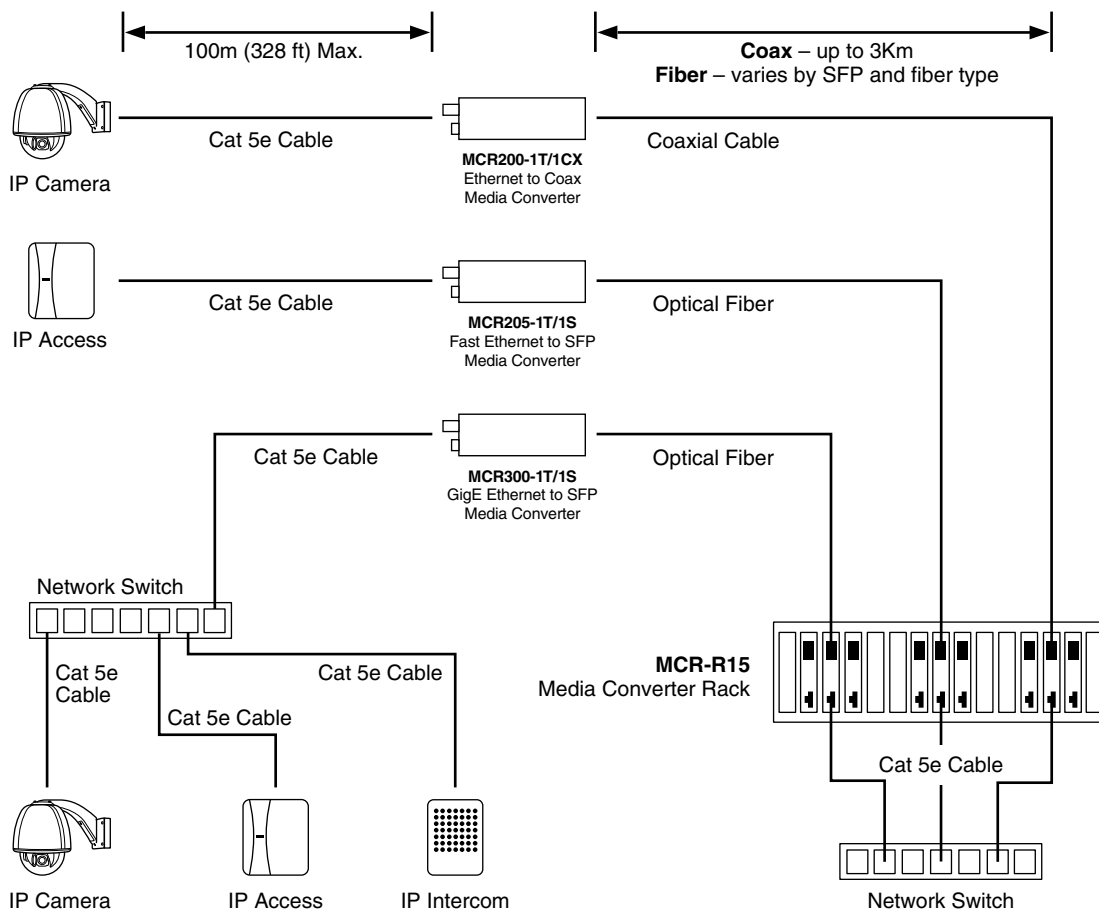 100m (328 ft) Max.
Coax – up to 3Km
Fiber – varies by SFP and fiber type
Cat 5e Cable
Coaxial Cable
IP Camera
MCR200-1T/1CX
Ethernet to Coax
Media Converter
Cat 5e Cable
Optical Fiber
IP Access
MCR205-1T/1S
Fast Ethernet to SFP
Media Converter
Cat 5e Cable
Optical Fiber
MCR300-1T/1S
GigE Ethernet to SFP
Media Converter
Network Switch
Cat 5e
Cable
Cat 5e Cable
Cat 5e Cable
MCR-R15
Media Converter Rack
Cat 5e Cable
IP Camera
IP Access
IP Intercom
Network Switch